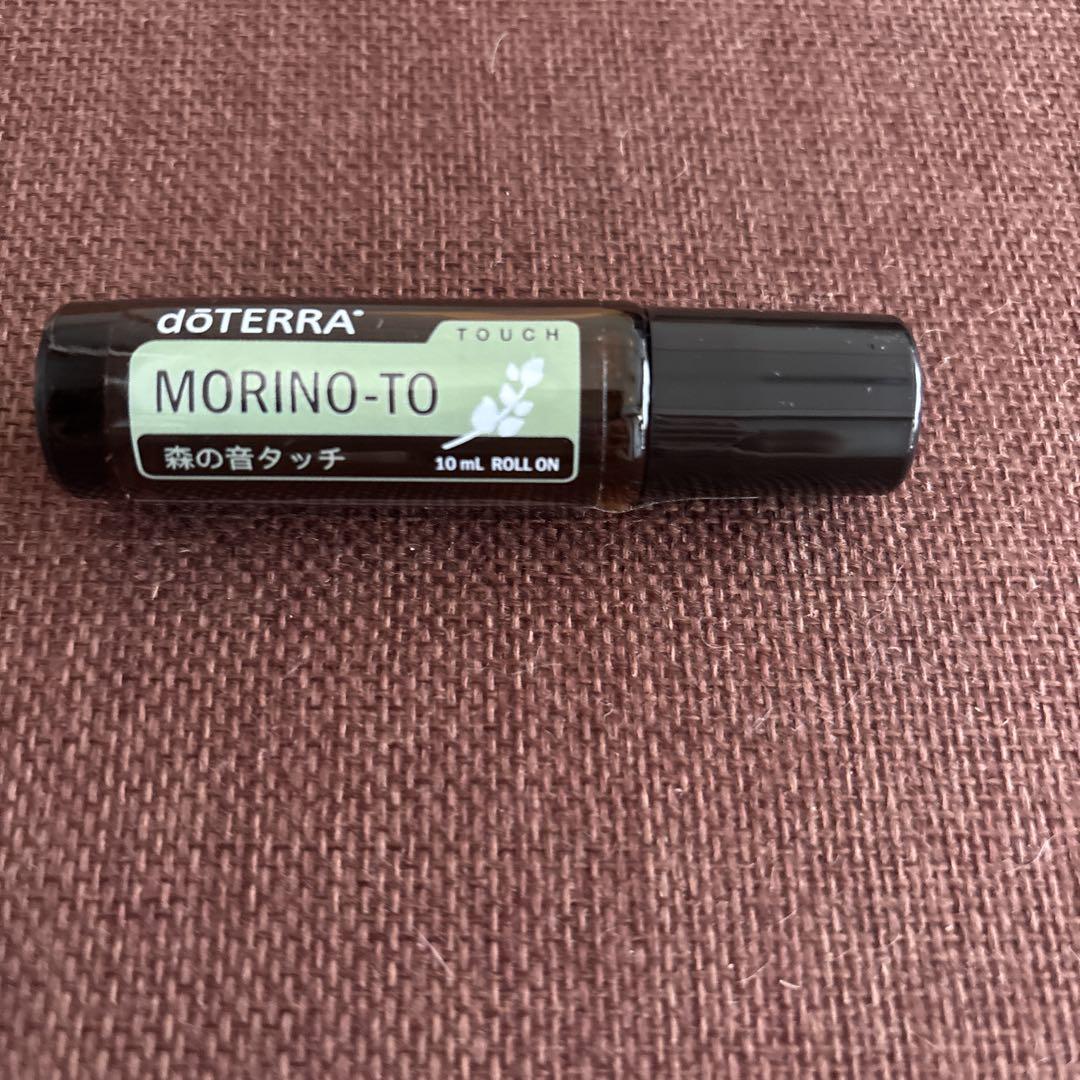 dōTERRA®
TOUCH
MORINO-TO
森の音タッチ
10 mL ROLL ON